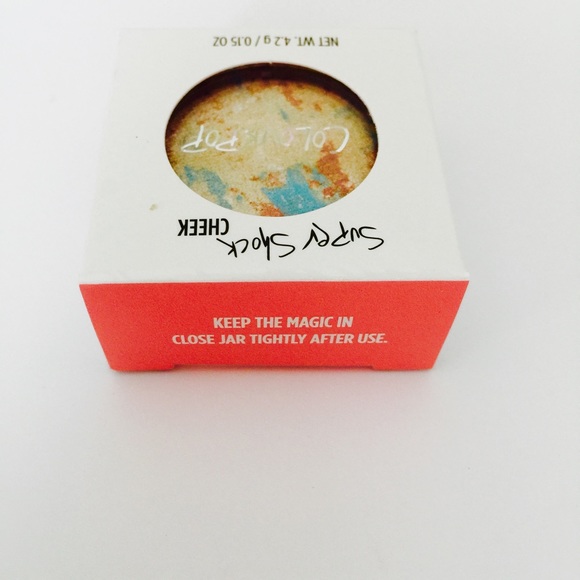 NET WT. 4.2 g / 0.15 OZ
COLOURPOP
Super Shock
CHEEK
KEEP THE MAGIC IN
CLOSE JAR TIGHTLY AFTER USE.